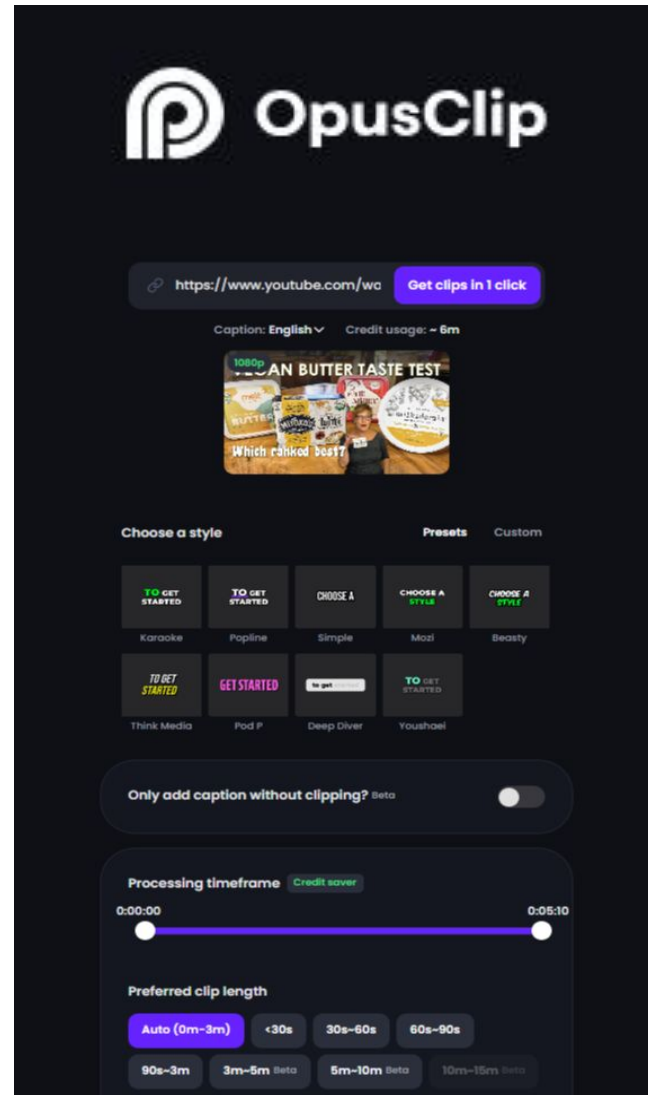 OpusClip
https://www.youtube.com/wa Get clips in 1 click
Caption: English Credit usage: ~ 6m
1080p
VEGAN BUTTER TASTE TEST
BUTTER
Which ranked best?
Choose a style Presets Custom
TO GET STARTED
TO GET STARTED
CHOOSE A
CHOOSE A STYLE
CHOOSE A STYLE
Karaoke Popline Simple Mozi Beasty
TO GET STARTED
GET STARTED
to get started
TO GET STARTED
Think Media Pod P Deep Diver Youshaei
Only add caption without clipping? Beta
Processing timeframe Credit saver
0:00:00 0:05:10
Preferred clip length
Auto (0m~3m) <30s 30s~60s 60s~90s
90s~3m 3m~5m Beta 5m~10m Beta 10m~15m Beta